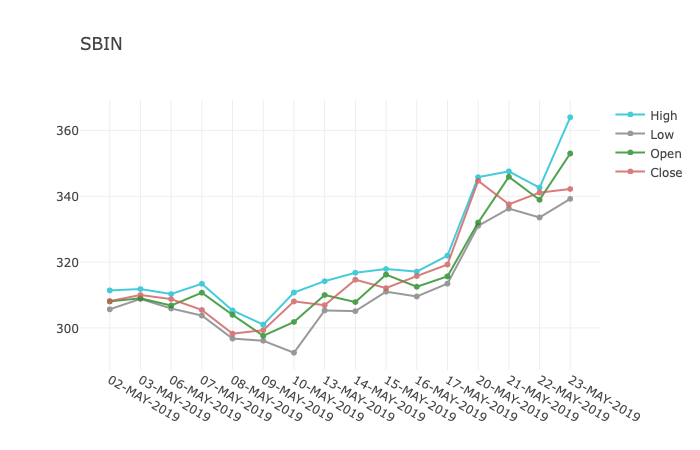 SBIN
360
340
320
300
High
Low
Open
Close
02-MAY-2019
03-MAY-2019
06-MAY-2019
07-MAY-2019
08-MAY-2019
09-MAY-2019
10-MAY-2019
13-MAY-2019
14-MAY-2019
15-MAY-2019
16-MAY-2019
17-MAY-2019
20-MAY-2019
21-MAY-2019
22-MAY-2019
23-MAY-2019